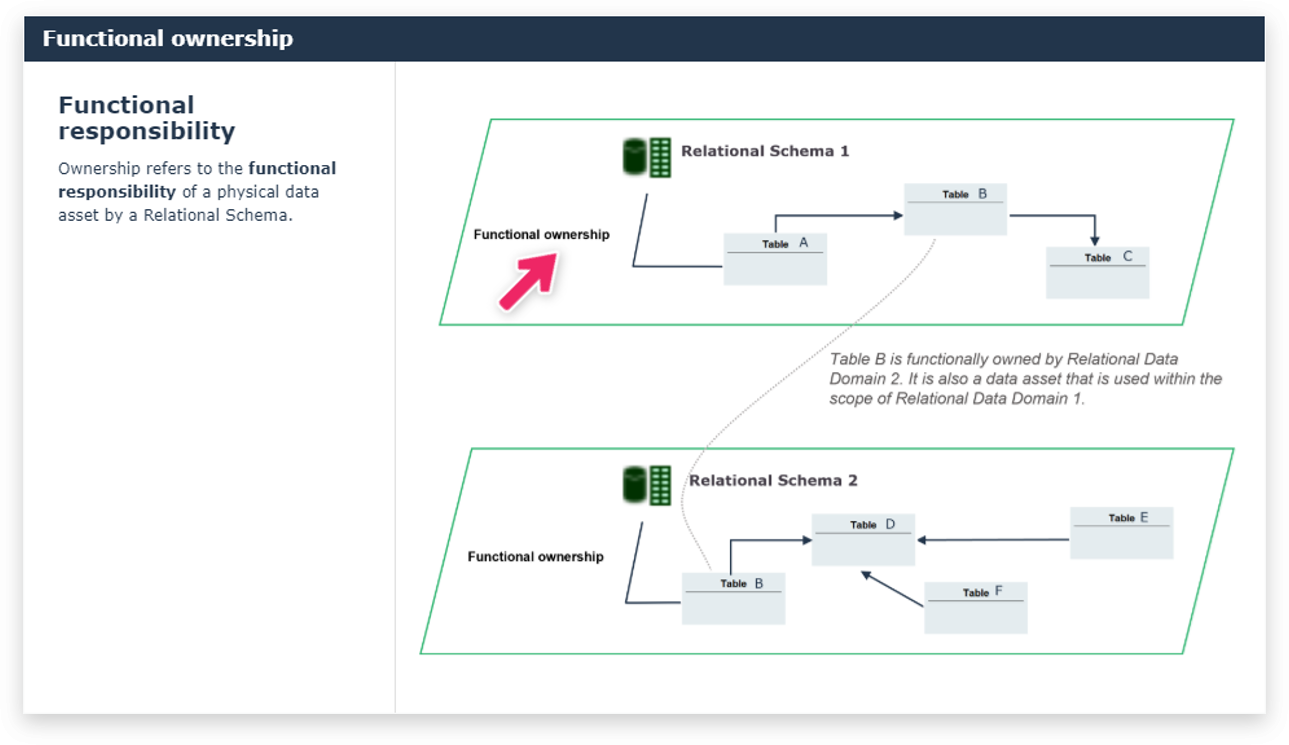 Functional ownership
Functional
responsibility
Ownership refers to the functional
responsibility of a physical data
asset by a Relational Schema.
Relational Schema 1
Table B
Functional ownership
Table A
Table C
Table B is functionally owned by Relational Data
Domain 2. It is also a data asset that is used within the
scope of Relational Data Domain 1.
Relational Schema 2
Table D
Table E
Functional ownership
Table B
Table F